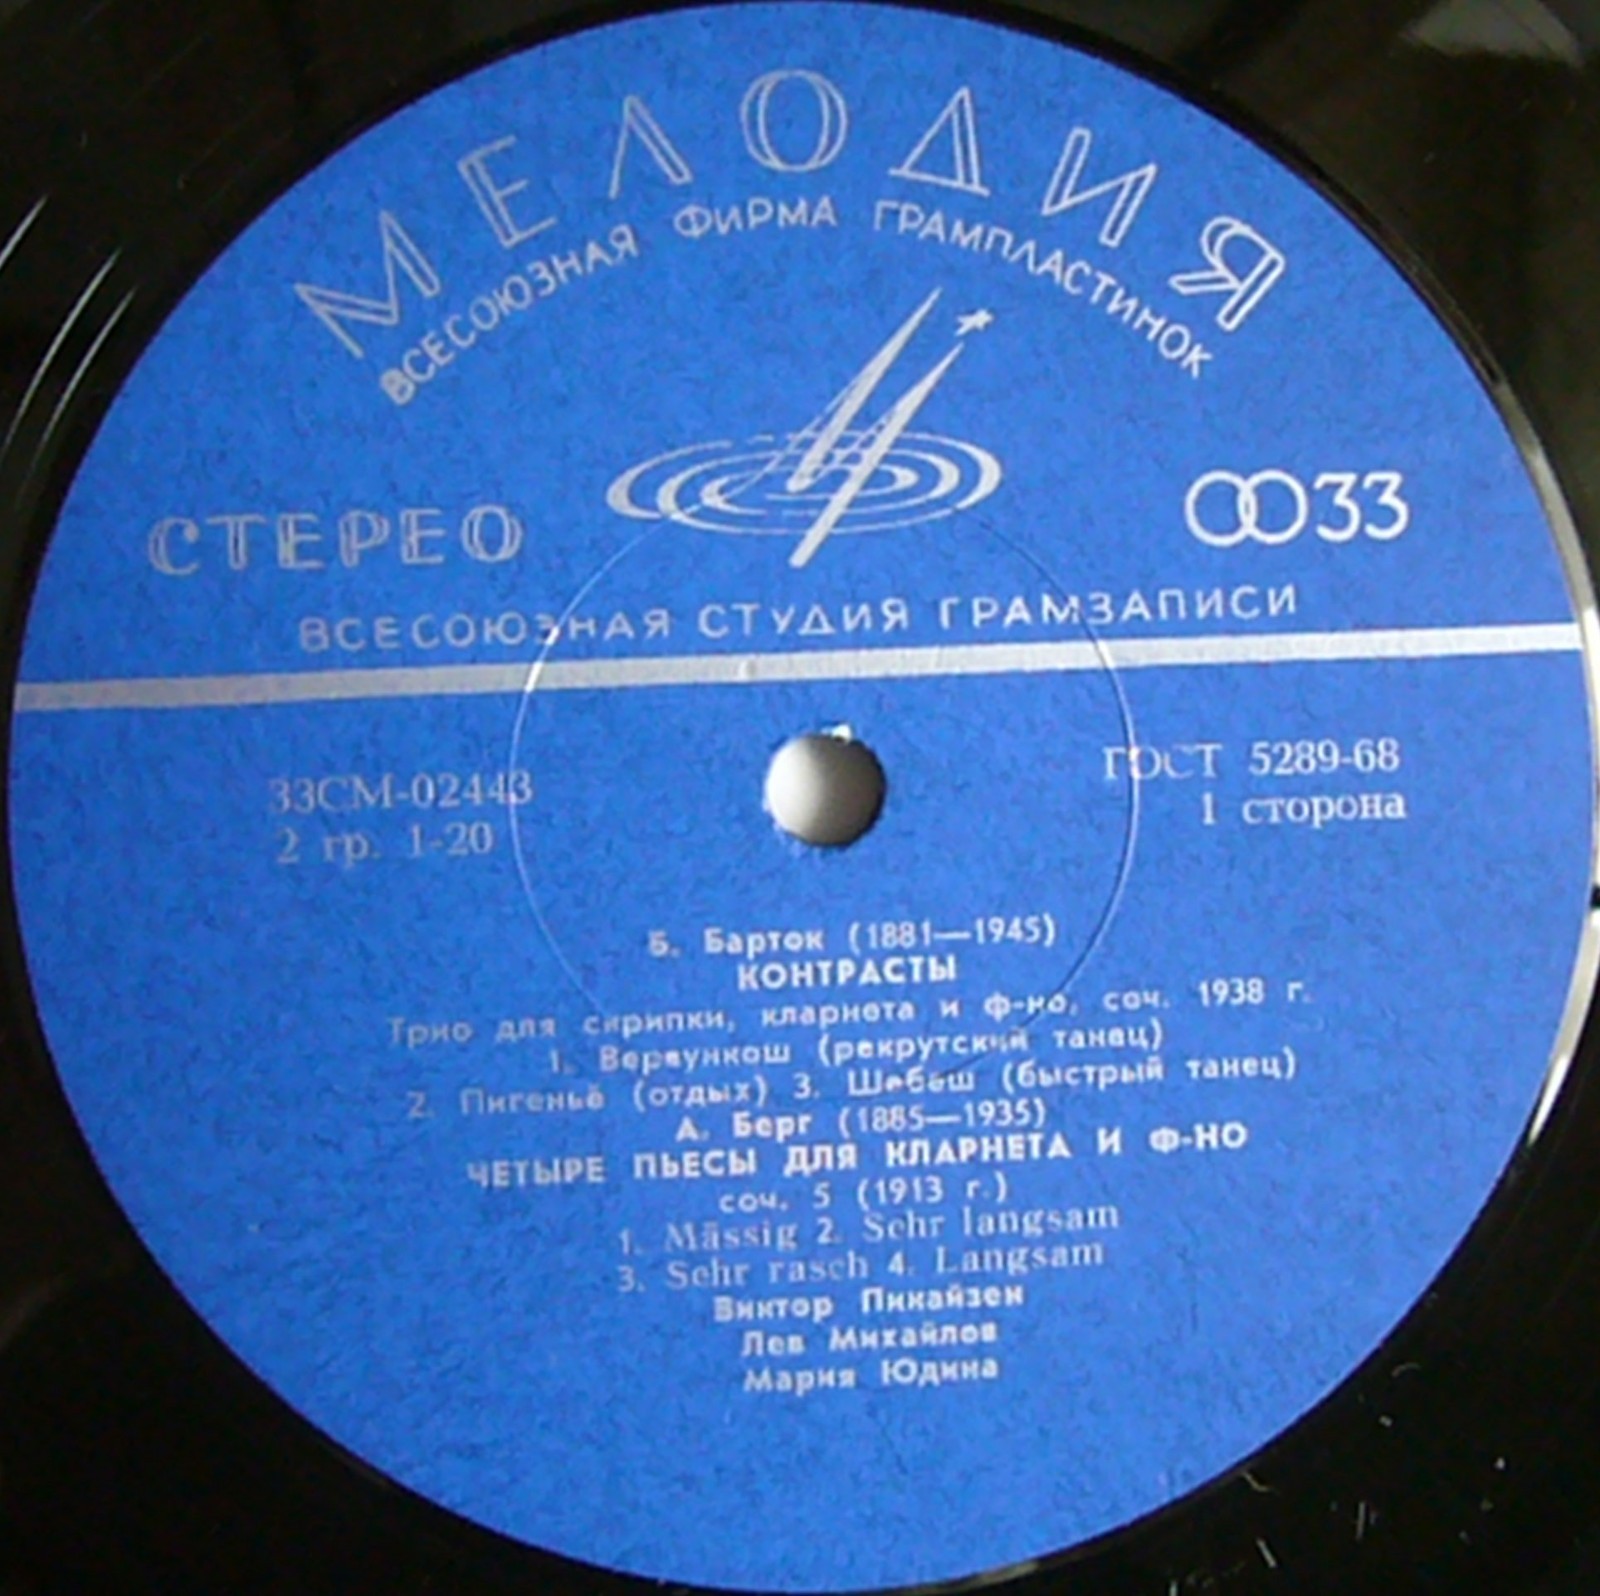 МЕЛОДИЯ
ВСЕСОЮЗНАЯ ФИРМА ГРАМПЛАСТИНОК
СТЕРЕО
33
ВСЕСОЮЗНАЯ СТУДИЯ ГРАМЗАПИСИ
33СМ-02443
2 гр. 1-20
ГОСТ 5289-68
1 сторона
Б. Барток (1881—1945)
КОНТРАСТЫ
Трио для скрипки, кларнета и ф-но, соч. 1938 г.
1. Вервункош (рекрутский танец)
2. Пигеньё (отдых) 3. Шебеш (быстрый танец)
А. Берг (1885—1935)
ЧЕТЫРЕ ПЬЕСЫ ДЛЯ КЛАРНЕТА И Ф-НО
соч. 5 (1913 г.)
1. Mässig 2. Sehr langsam
3. Sehr rasch 4. Langsam
Виктор Пикайзен
Лев Михайлов
Мария Юдина